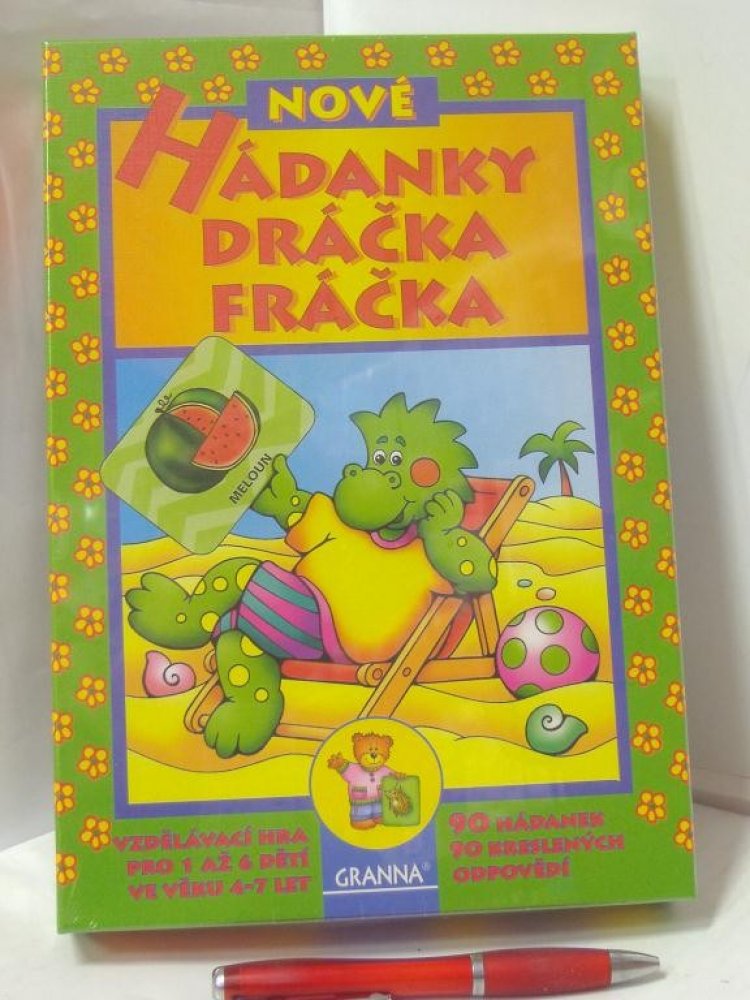 NOVÉ
HÁDANKY
DRÁČKA
FRÁČKA
MELOUN
VZDĚLÁVACÍ HRA
PRO 1 AŽ 6 DĚTÍ
VE VĚKU 4-7 LET
GRANNA®
90 HÁDANEK
90 KRESLENÝCH
ODPOVĚDÍ